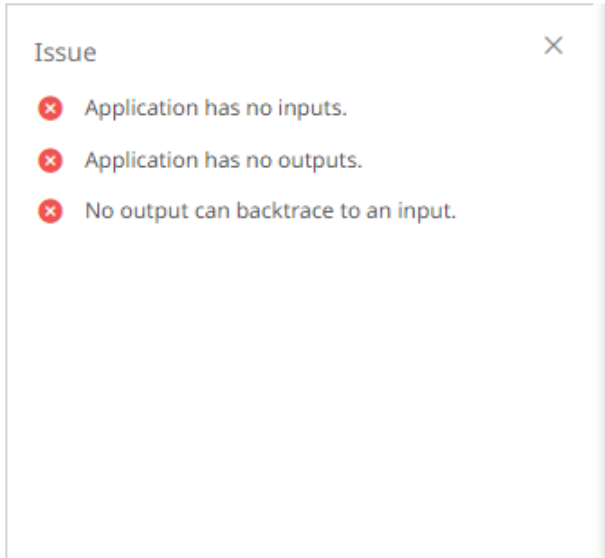 Issue
Application has no inputs.
Application has no outputs.
No output can backtrace to an input.